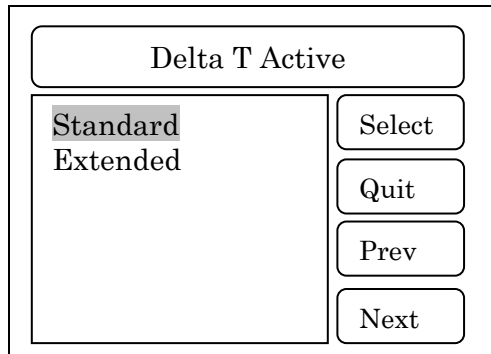 Delta T Active
Standard
Extended
Select
Quit
Prev
Next